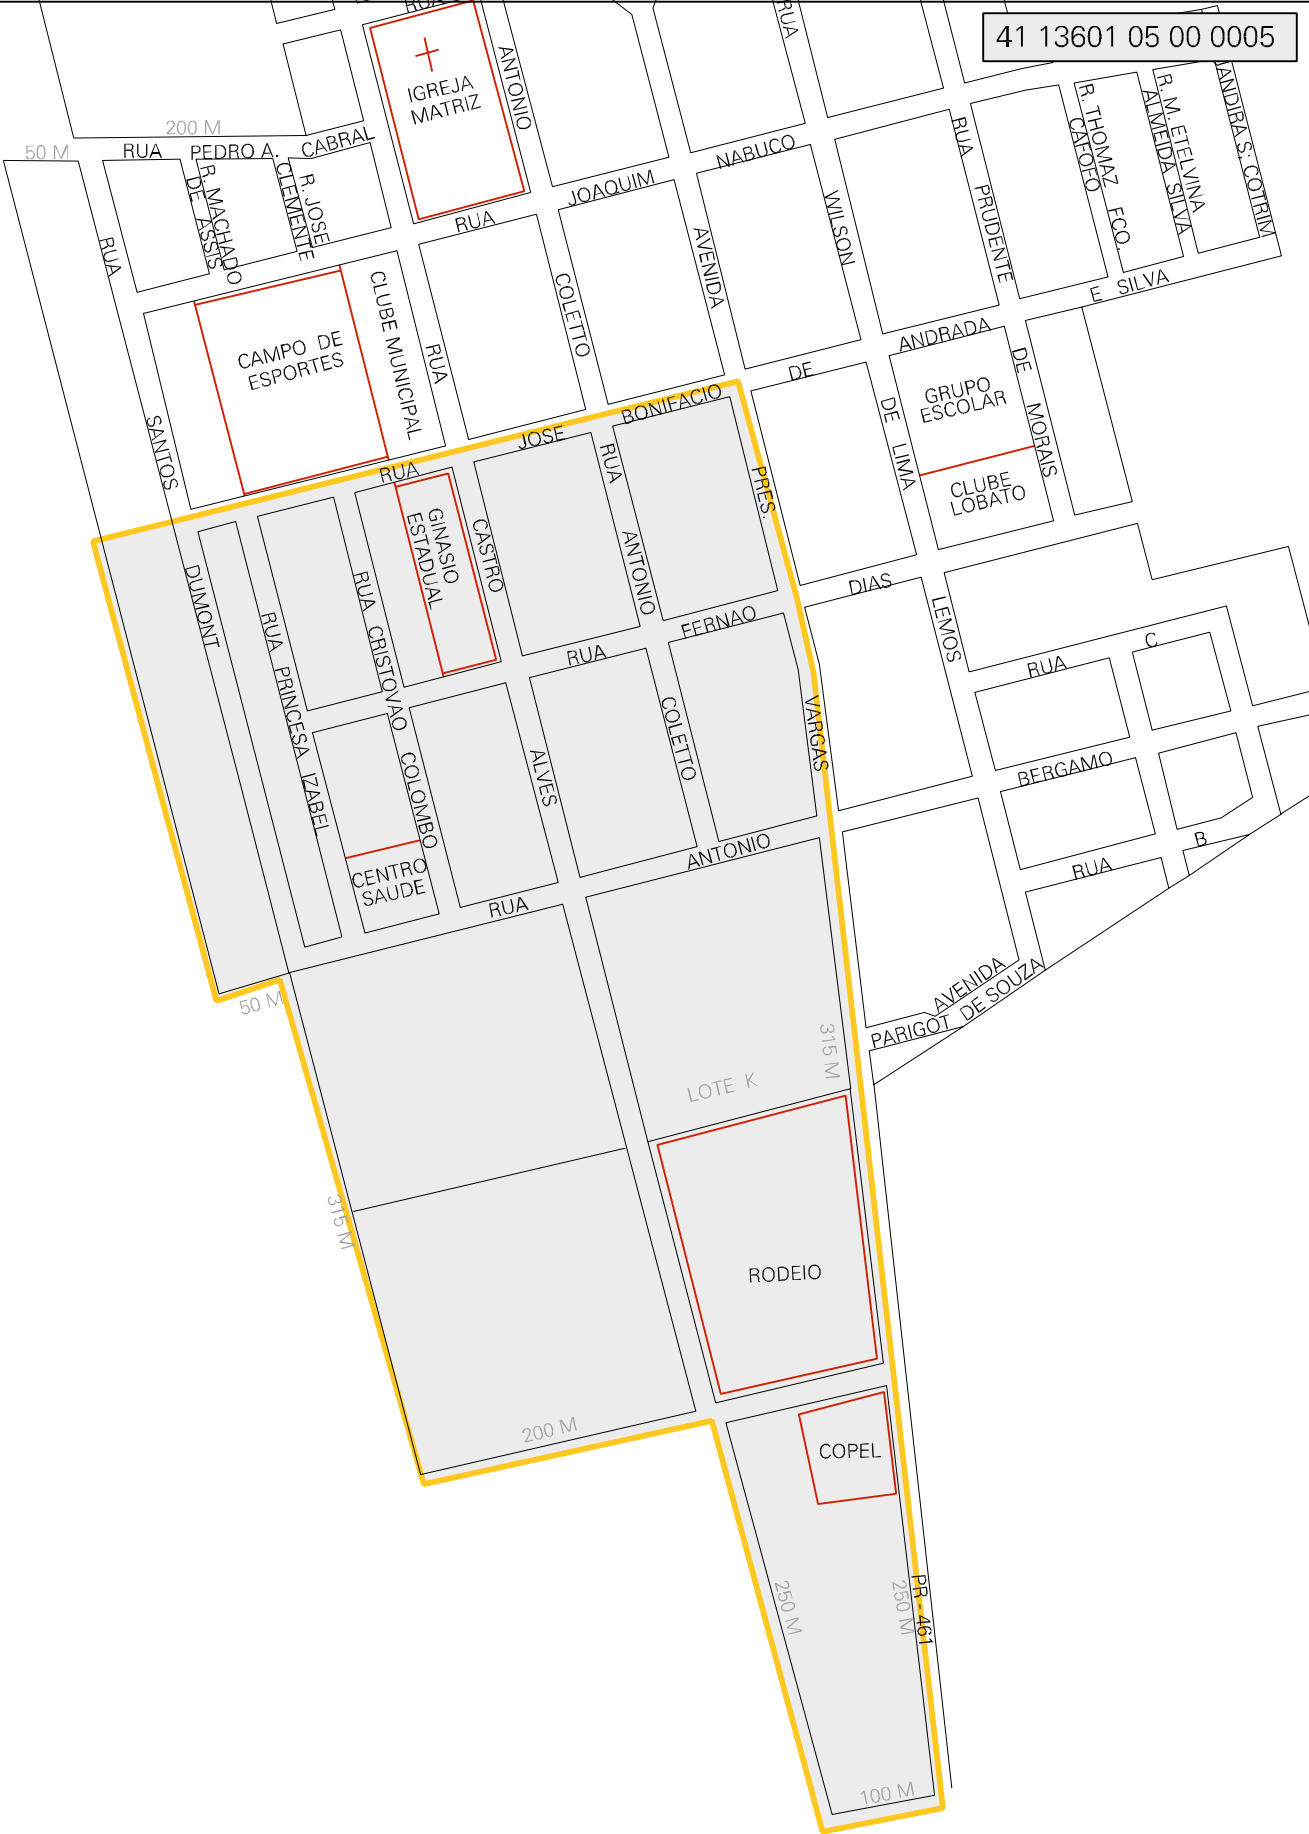 RUA
41 13601 05 00 0005
ANTONIO
RUA
IGREJA
MATRIZ
200 M
50 M
RUA PEDRO A. CABRAL
R. MACHADO
DE ASSIS
CLEMENTE
R. JOSE
NABUCO
JOAQUIM
RUA
RUA
PRUDENTE
R. THOMAZ FCO.
CAFOFO
R. M. ETELVINA
ALMEIDA SILVA
JANDIRA S. COTRIM
WILSON
AVENIDA
COLETTO
RUA
CLUBE MUNICIPAL
RUA
CAMPO DE
ESPORTES
E SILVA
ANDRADA
DE
BONIFACIO
JOSE
RUA
GRUPO
ESCOLAR
DE MORAIS
DE LIMA
CLUBE
LOBATO
SANTOS
PRES.
RUA
ANTONIO
CASTRO
GINASIO
ESTADUAL
DUMONT
RUA CRISTOVAO COLOMBO
RUA PRINCESA IZABEL
DIAS
FERNAO
RUA
LEMOS
C
RUA
COLETTO
VARGAS
ALVES
BERGAMO
B
RUA
ANTONIO
RUA
CENTRO
SAUDE
AVENIDA
PARIGOT DE SOUZA
50 M
315 M
LOTE K
315 M
RODEIO
200 M
COPEL
250 M
250 M
PR - 461
100 M